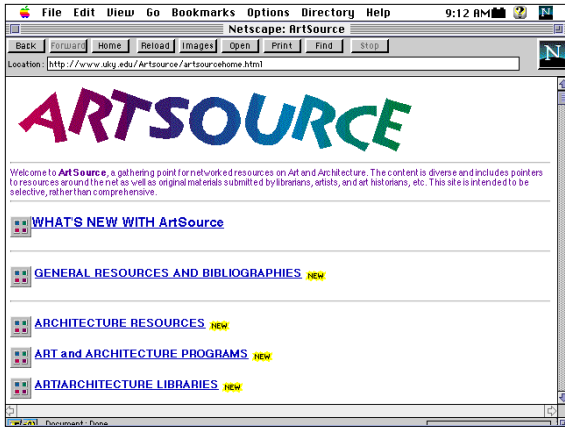 File Edit View Go Bookmarks Options Directory Help 9:12 AM
Netscape: ArtSource
Back Forward Home Reload Images Open Print Find Stop
N
Location: http://www.uky.edu/Artsource/artsourcehome.html
ARTSOURCE
Welcome to ArtSource, a gathering point for networked resources on Art and Architecture. The content is diverse and includes pointers
to resources around the net as well as original materials submitted by librarians, artists, and art historians, etc. This site is intended to be
selective, rather than comprehensive.
WHAT'S NEW WITH ArtSource
GENERAL RESOURCES AND BIBLIOGRAPHIES NEW
ARCHITECTURE RESOURCES NEW
ART and ARCHITECTURE PROGRAMS NEW
ART/ARCHITECTURE LIBRARIES NEW
Document: Done